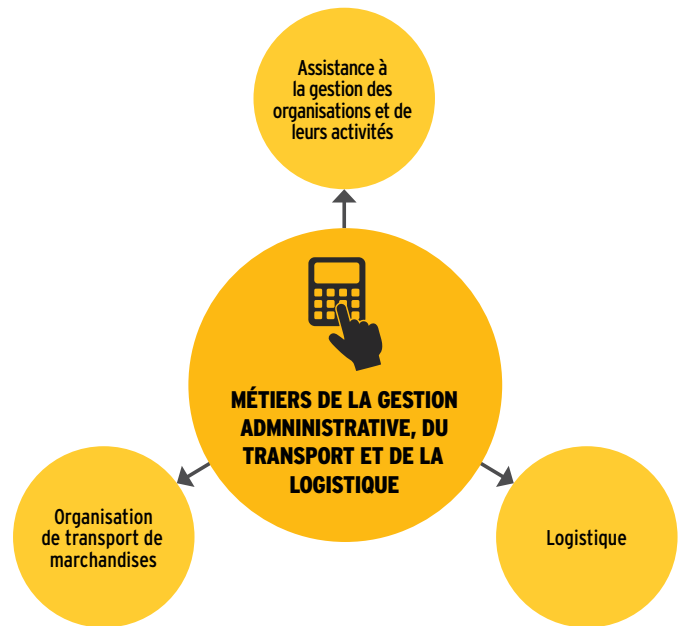 Assistance à
la gestion des
organisations et de
leurs activités
MÉTIERS DE LA GESTION
ADMNINISTRATIVE, DU
TRANSPORT ET DE LA
LOGISTIQUE
Organisation
de transport de
marchandises
Logistique